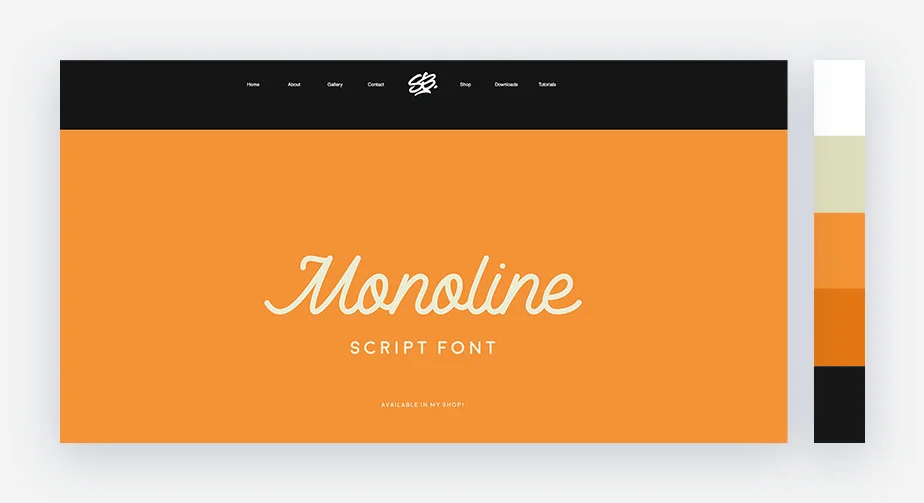 Home About Gallery Contact SB. Shop Downloads Tutorials
Monoline
SCRIPT FONT
AVAILABLE IN MY SHOP!